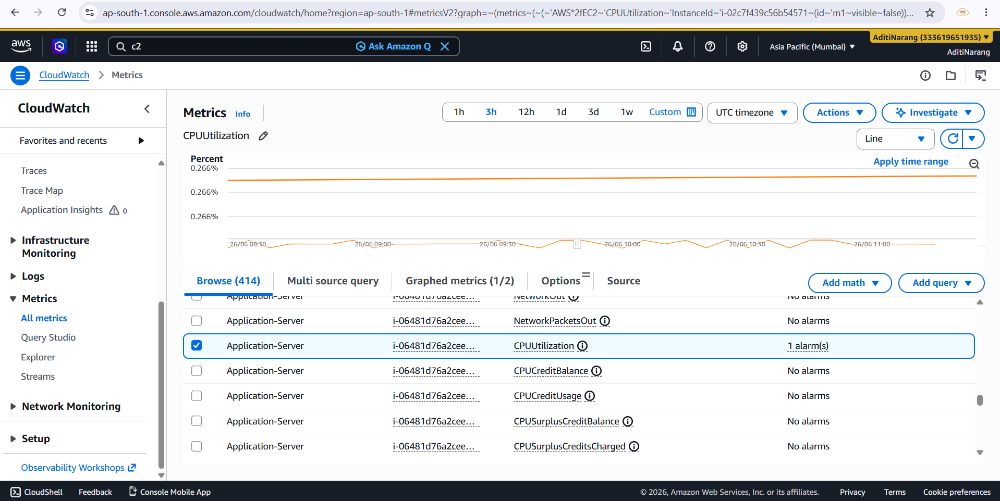 ap-south-1.console.aws.amazon.com/cloudwatch/home?region=ap-south-1#metricsV2?graph=~(metrics~(~(~'AWS*2fEC2~'CPUUtilization~'InstanceId~'i-02c7f439c56b54571~(id~'m1~visible~false))...
aws
c2
Ask Amazon Q
Asia Pacific (Mumbai)
AditiNarang (333619651935)
AditiNarang
CloudWatch
Metrics
CloudWatch
Favorites and recents
Traces
Trace Map
Application Insights 0
Infrastructure
Monitoring
Logs
Metrics
All metrics
Query Studio
Explorer
Streams
Network Monitoring
Setup
Observability Workshops
Metrics Info
1h 3h 12h 1d 3d 1w Custom
UTC timezone
Actions
Investigate
CPUUtilization
Line
Percent
Apply time range
0.266%
0.266%
0.266%
26/06 08:30 26/06 09:00 26/06 09:30 26/06 10:00 26/06 10:30 26/06 11:00 ...
Browse (414) Multi source query Graphed metrics (1/2) Options Source
Add math Add query
Application-Server i-06481d76a2cee... NetworkOut No alarms
Application-Server i-06481d76a2cee... NetworkPacketsOut No alarms
Application-Server i-06481d76a2cee... CPUUtilization 1 alarm(s)
Application-Server i-06481d76a2cee... CPUCreditBalance No alarms
Application-Server i-06481d76a2cee... CPUCreditUsage No alarms
Application-Server i-06481d76a2cee... CPUSurplusCreditBalance No alarms
Application-Server i-06481d76a2cee... CPUSurplusCreditsCharged No alarms
CloudShell Feedback Console Mobile App
© 2026, Amazon Web Services, Inc. or its affiliates. Privacy Terms Cookie preferences